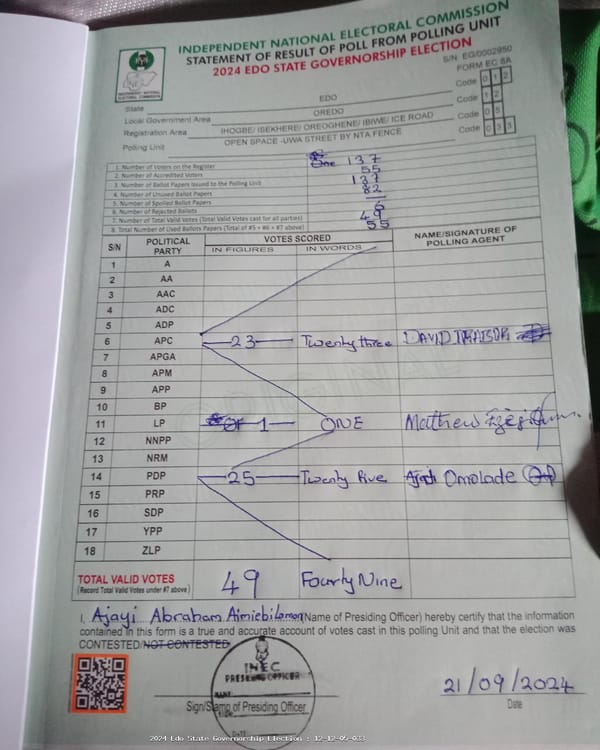 INDEPENDENT NATIONAL ELECTORAL COMMISSION
STATEMENT OF RESULT OF POLL FROM POLLING UNIT
2024 EDO STATE GOVERNORSHIP ELECTION
S/N EG/0002950
FORM EC 8A
State EDO Code 0 1 2
Local Government Area OREDO Code 1 2
Registration Area IHOGBE/ ISEKHERE/ OREOGHENE/ IBIWE/ ICE ROAD Code 0 5
Polling Unit OPEN SPACE -UWA STREET BY NTA FENCE Code 0 3 3
1. Number of Voters on the Register One 137
2. Number of Accredited Voters 55
3. Number of Ballot Papers Issued to the Polling Unit 137
4. Number of Unused Ballot Papers 82
5. Number of Spoiled Ballot Papers —
6. Number of Rejected Ballots 6
7. Number of Total Valid Votes (Total Valid Votes cast for all parties) 49
8. Total Number of Used Ballots Papers (Total of #5 + #6 + #7 above) 55
S/N POLITICAL PARTY VOTES SCORED NAME/SIGNATURE OF POLLING AGENT
IN FIGURES IN WORDS
1 A
2 AA
3 AAC
4 ADC
5 ADP
6 APC 23 Twenty three DAVID
7 APGA
8 APM
9 APP
10 BP
11 LP 1 ONE Matthew
12 NNPP
13 NRM
14 PDP 25 Twenty five Omolade
15 PRP
16 SDP
17 YPP
18 ZLP
TOTAL VALID VOTES 49 Fourty Nine
(Record Total Valid Votes under #7 above)
I, Ajayi Abraham (Name of Presiding Officer) hereby certify that the information
contained in this form is a true and accurate account of votes cast in this polling Unit and that the election was
CONTESTED/NOT CONTESTED
INEC
PRESIDING OFFICER
NAME
21/09/2024
Sign/Stamp of Presiding Officer Date
DATE
2024 Edo State Governorship Election : 12-12-05-033